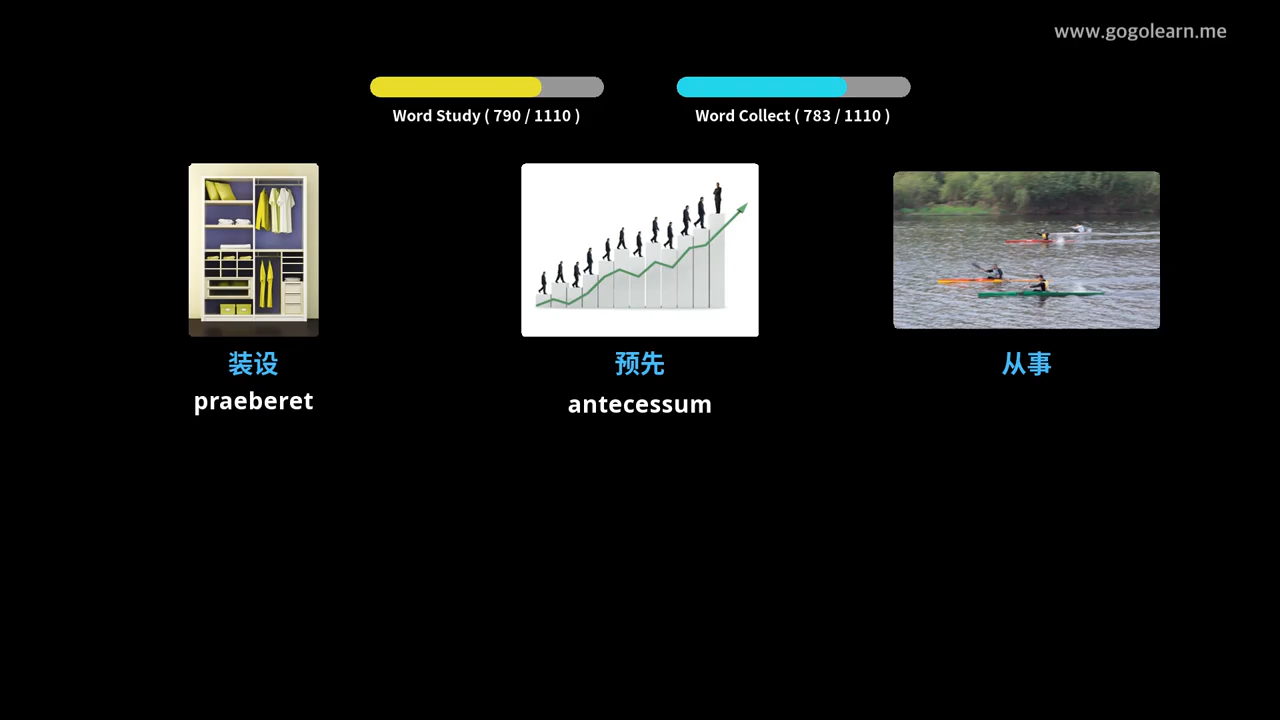 www.gogolearn.me
Word Study ( 790 / 1110 )
Word Collect ( 783 / 1110 )
装设
预先
从事
praeberet
antecessum